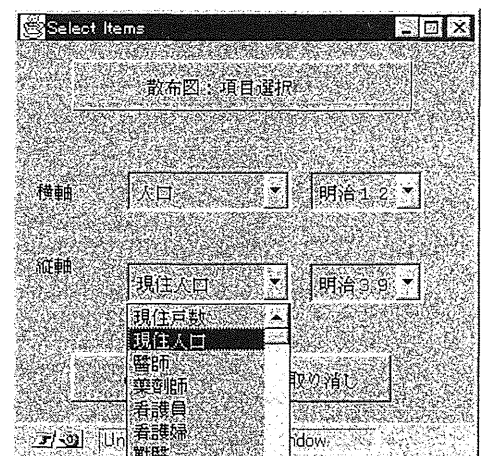 Select Items
散布図：項目選択
横軸 人口 明治12
縦軸 現住人口 明治39
現住戸数
現住人口
醫師
薬剤師
取り消し
看護員
看護婦
Un ndow